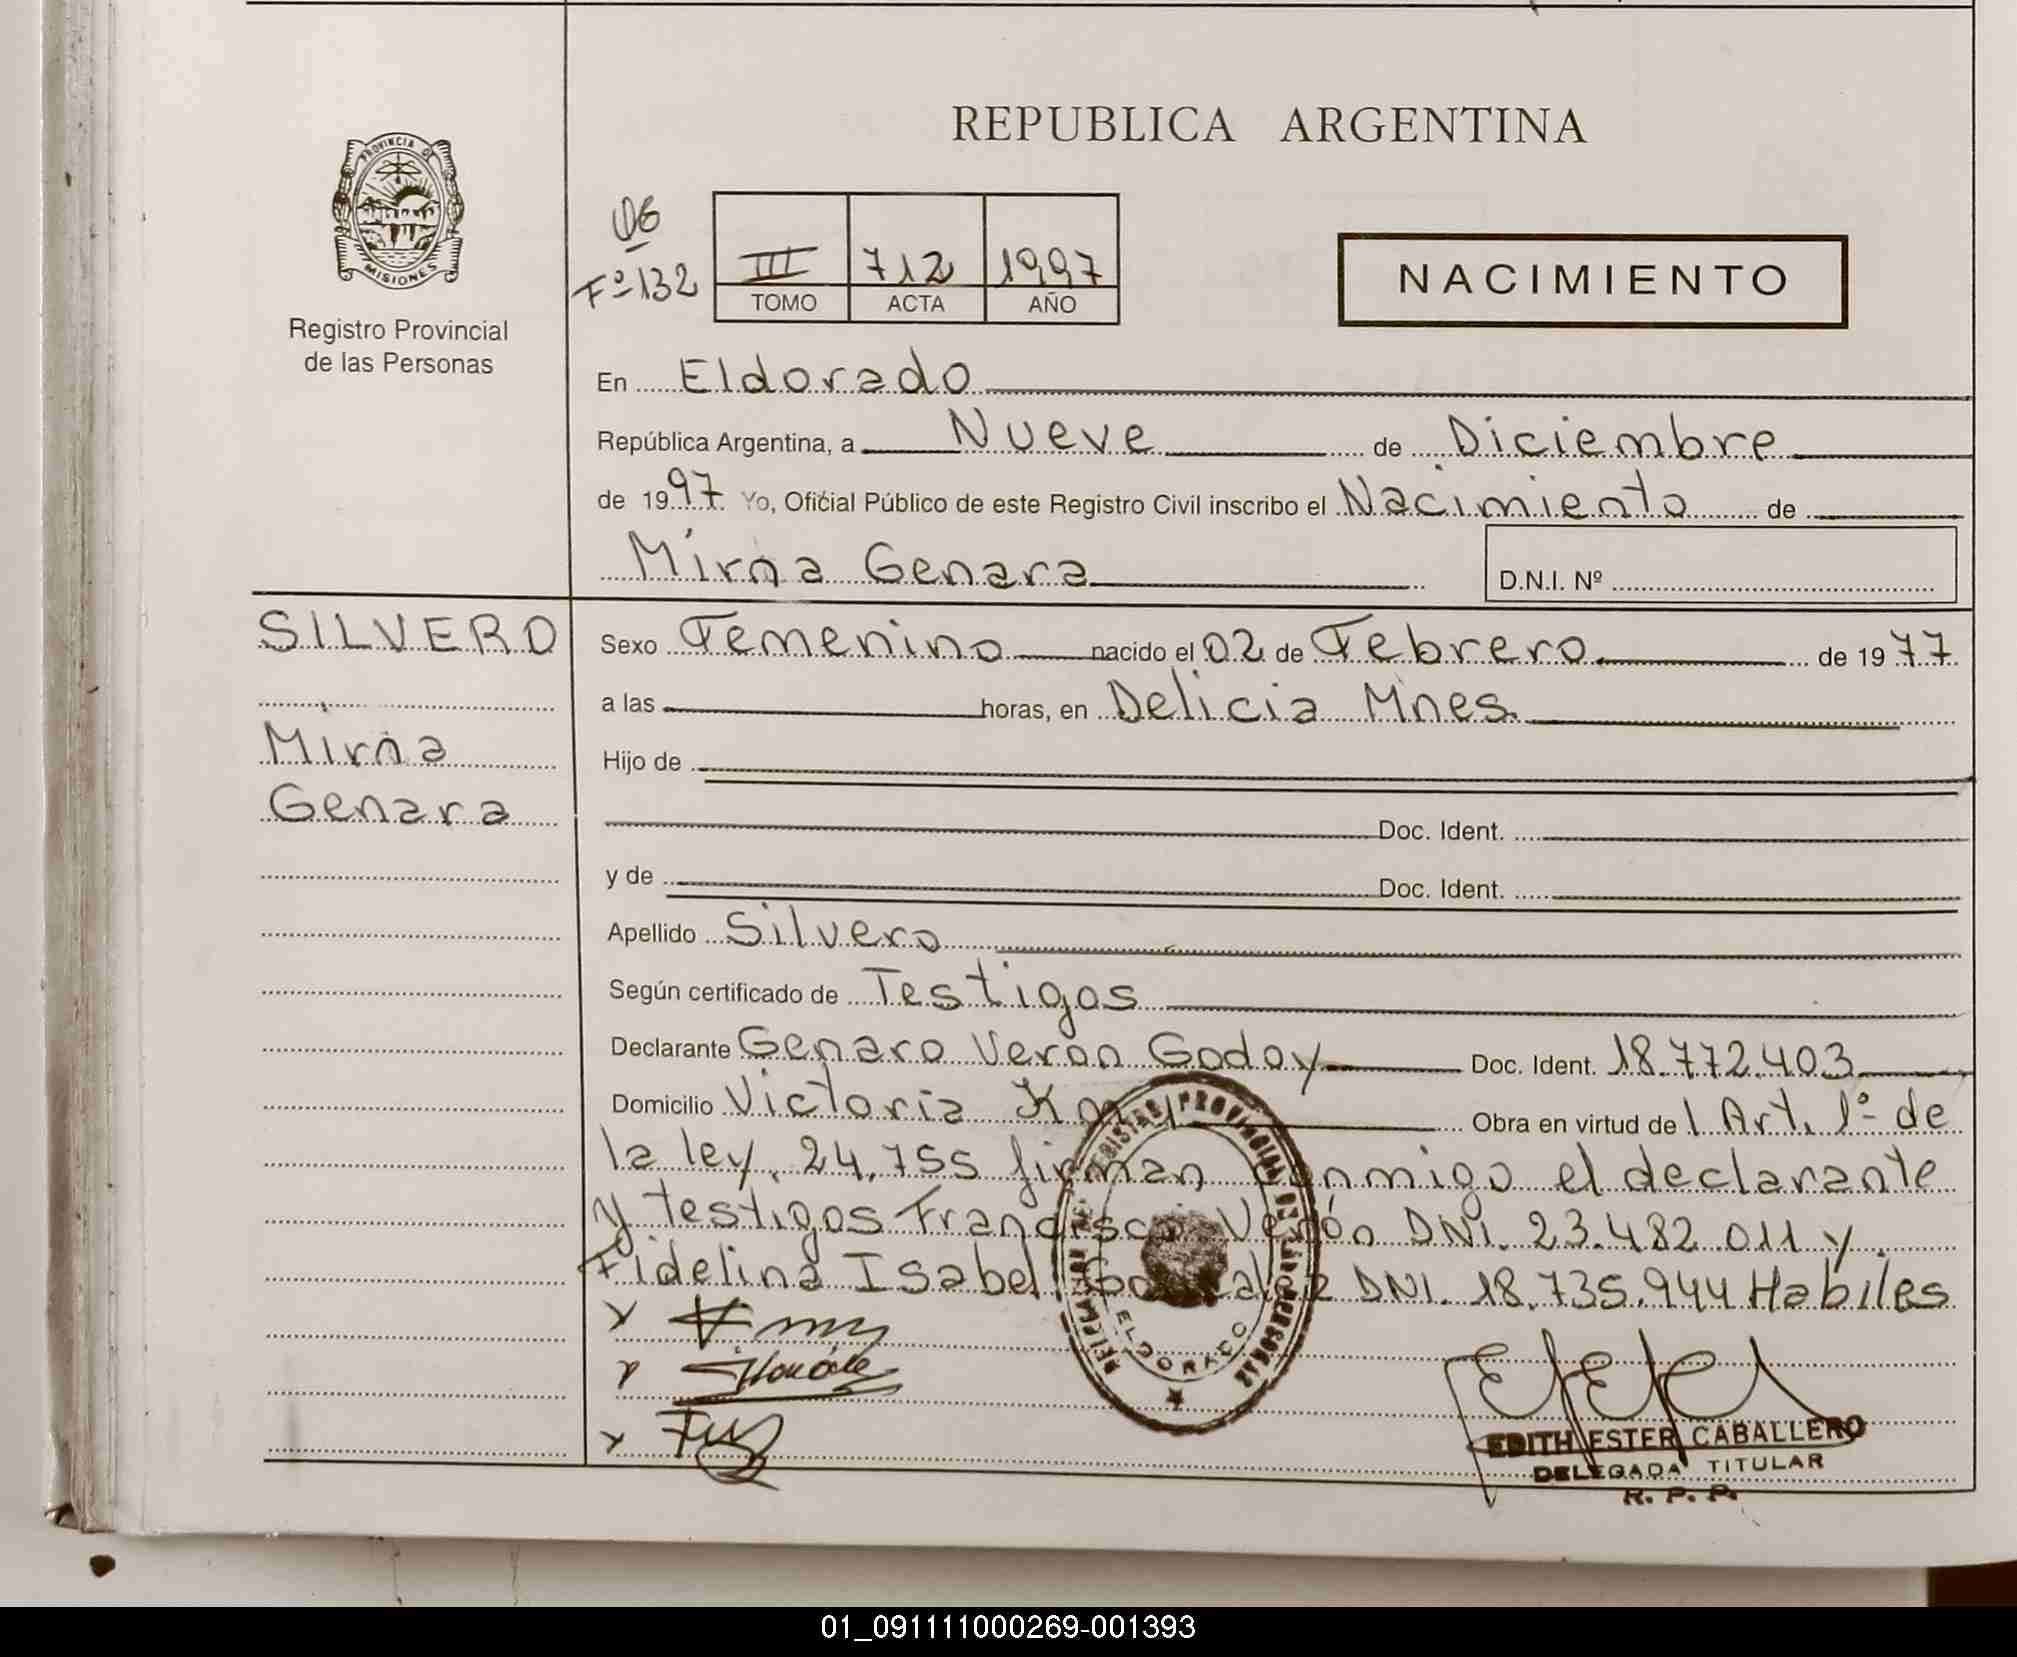 REPUBLICA ARGENTINA
PROVINCIA DE
MISIONES
Registro Provincial
de las Personas
06
Fº 132
III 712 1997
TOMO ACTA AÑO
NACIMIENTO
En Eldorado
República Argentina, a Nueve de Diciembre
de 1997 Yo, Oficial Público de este Registro Civil inscribo el Nacimiento de
Mirna Genara D.N.I. Nº
SILVERO
Mirna
Genara
Sexo Femenino nacido el 02 de Febrero de 1977
a las horas, en Delicia Mnes.
Hijo de
Doc. Ident.
y de Doc. Ident.
Apellido Silvero
Según certificado de Testigos
Declarante Genaro Veron Godoy Doc. Ident. 18.772.403
Domicilio Victoria Km Obra en virtud de l Art. 1º de
la ley. 24.755 firman conmigo el declarante
y testigos Francisco Verón DNI. 23.482.011 y
Fidelina Isabel Gonzalez DNI. 18.735.944 Habiles
ELDORADO
EDITH ESTER CABALLERO
DELEGADA TITULAR
R. P. P.
01_091111000269-001393